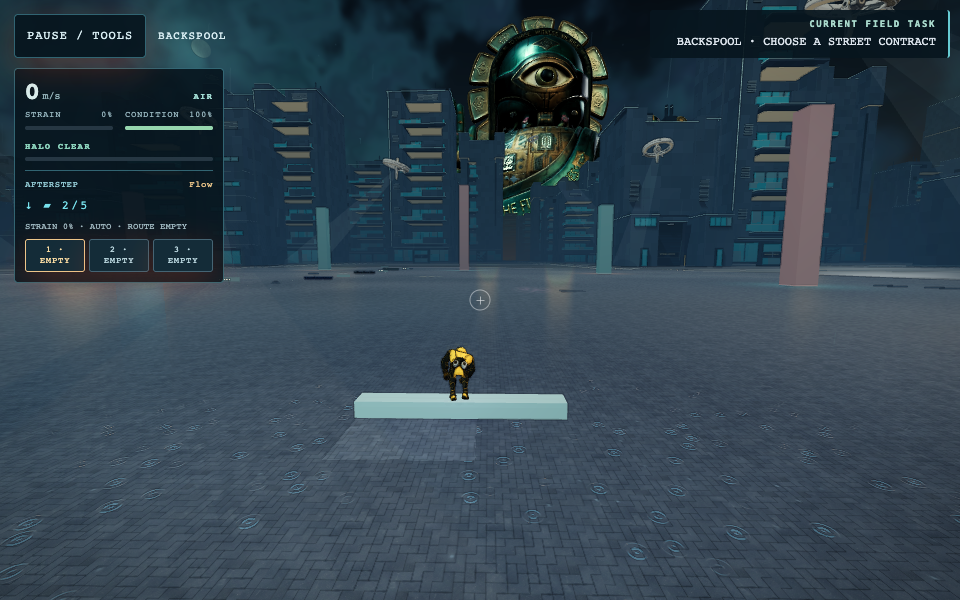 PAUSE / TOOLS
BACKSPOOL
CURRENT FIELD TASK
BACKSPOOL · CHOOSE A STREET CONTRACT
0 m/s
AIR
STRAIN 0%
CONDITION 100%
HALO CLEAR
AFTERSTEP
Flow
↓ ▰ 2/5
STRAIN 0% · AUTO · ROUTE EMPTY
1 · EMPTY
2 · EMPTY
3 · EMPTY